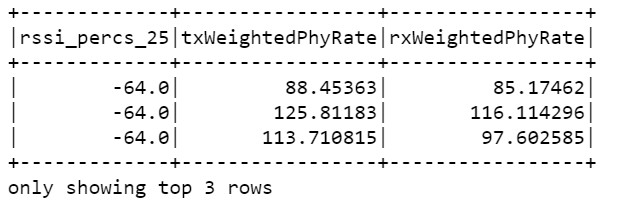 +-------------+-----------------+-----------------+
|rssi_percs_25|txWeightedPhyRate|rxWeightedPhyRate|
+-------------+-----------------+-----------------+
|        -64.0|         88.45363|         85.17462|
|        -64.0|        125.81183|       116.114296|
|        -64.0|       113.710815|        97.602585|
+-------------+-----------------+-----------------+
only showing top 3 rows